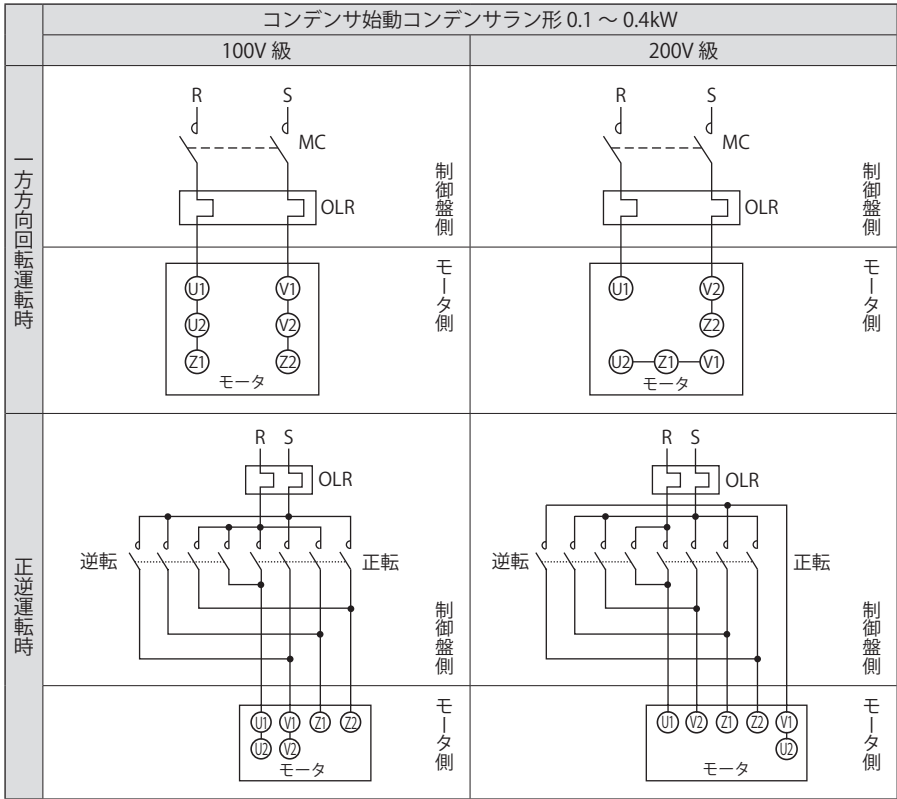 コンデンサ始動コンデンサラン形 0.1 ～ 0.4kW
100V 級
200V 級
一方方向回転運転時
R S
MC
OLR
制御盤側
U1 V1
U2 V2
Z1 Z2
モータ
モータ側
R S
MC
OLR
制御盤側
U1 V2
Z2
U2 Z1 V1
モータ
モータ側
正逆運転時
R S
OLR
逆転 正転
制御盤側
U1 V1 Z1 Z2
U2 V2
モータ
モータ側
R S
OLR
逆転 正転
制御盤側
U1 V2 Z1 Z2 V1
U2
モータ
モータ側